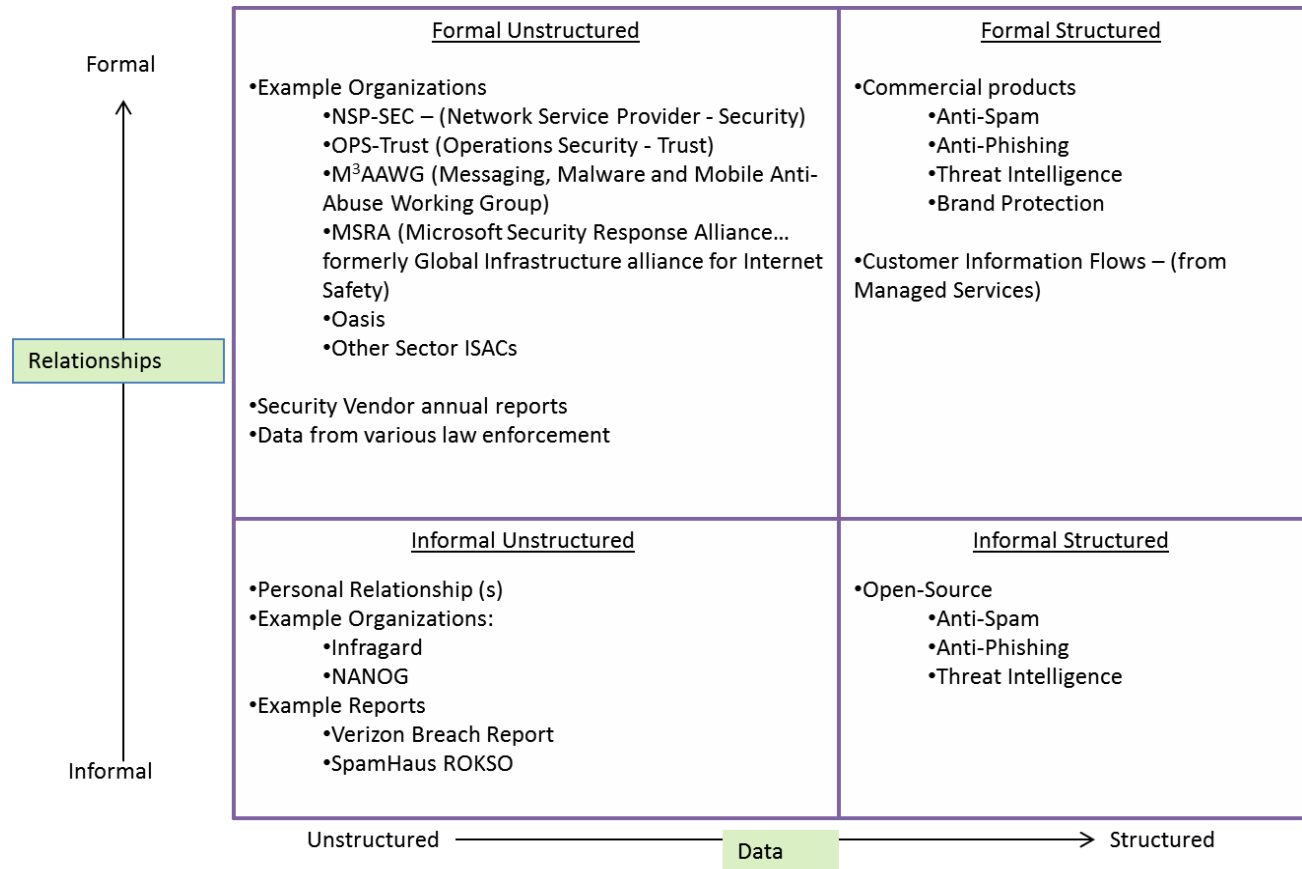 Formal Unstructured
•Example Organizations
•NSP-SEC – (Network Service Provider - Security)
•OPS-Trust (Operations Security - Trust)
•M³AAWG (Messaging, Malware and Mobile Anti-
Abuse Working Group)
•MSRA (Microsoft Security Response Alliance…
formerly Global Infrastructure alliance for Internet
Safety)
•Oasis
•Other Sector ISACs
•Security Vendor annual reports
•Data from various law enforcement
Formal Structured
•Commercial products
•Anti-Spam
•Anti-Phishing
•Threat Intelligence
•Brand Protection
•Customer Information Flows – (from
Managed Services)
Formal
Relationships
Informal
Informal Unstructured
•Personal Relationship (s)
•Example Organizations:
•Infragard
•NANOG
•Example Reports
•Verizon Breach Report
•SpamHaus ROKSO
Informal Structured
•Open-Source
•Anti-Spam
•Anti-Phishing
•Threat Intelligence
Unstructured
Data
Structured